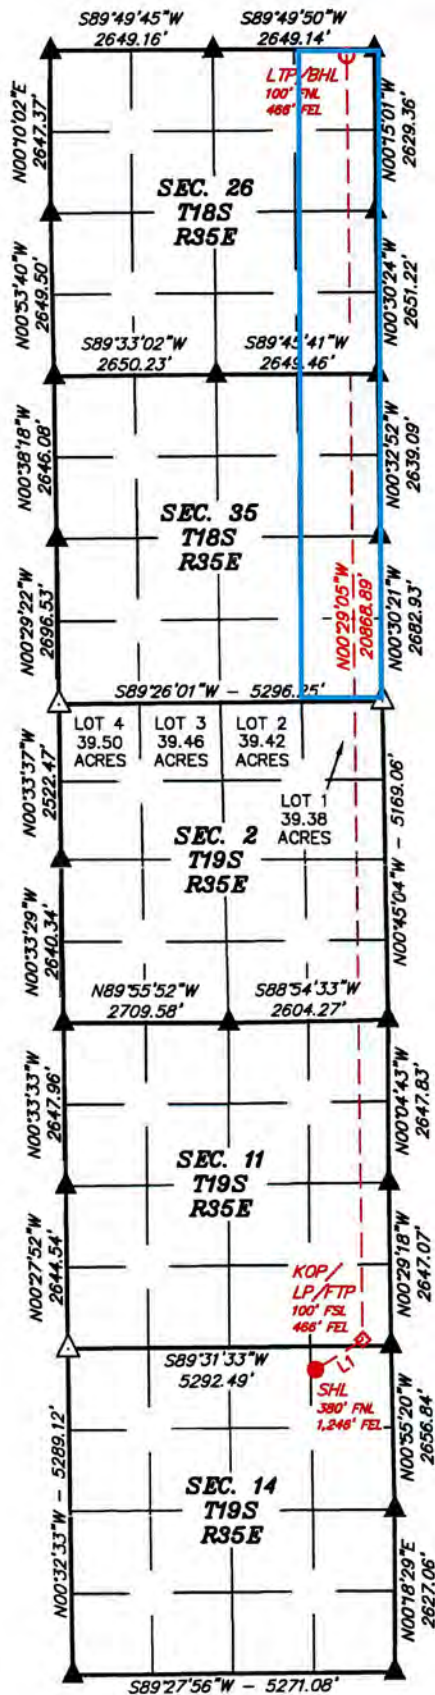 S89°49'45"W
2649.16'
S89°49'50"W
2649.14'
LTP/BHL
100' FNL
466' FEL
N00°10'02"E
2647.37'
N00°15'01"W
2629.36'
SEC. 26
T18S
R35E
N00°53'40"W
2649.50'
N00°30'24"W
2651.22'
S89°33'02"W
2650.23'
S89°45'41"W
2649.46'
N00°38'18"W
2646.08'
N00°32'52"W
2639.09'
SEC. 35
T18S
R35E
N00°29'22"W
2696.53'
N00°29'05"W
20868.89'
N00°30'21"W
2682.93'
S89°26'01"W - 5296.25'
LOT 4
39.50
ACRES
LOT 3
39.46
ACRES
LOT 2
39.42
ACRES
LOT 1
39.38
ACRES
N00°33'37"W
2522.47'
N00°45'04"W - 5169.06'
SEC. 2
T19S
R35E
N00°33'29"W
2640.34'
N89°55'52"W
2709.58'
S88°54'33"W
2604.27'
N00°33'33"W
2647.96'
N00°04'43"W
2647.83'
SEC. 11
T19S
R35E
N00°27'52"W
2644.54'
N00°29'18"W
2647.07'
KOP/
LP/FTP
100' FSL
466' FEL
S89°31'33"W
5292.49'
L1
SHL
380' FNL
1,246' FEL
N00°32'33"W - 5289.12'
N00°55'20"W
2656.84'
SEC. 14
T19S
R35E
N00°18'29"E
2627.06'
S89°27'56"W - 5271.08'